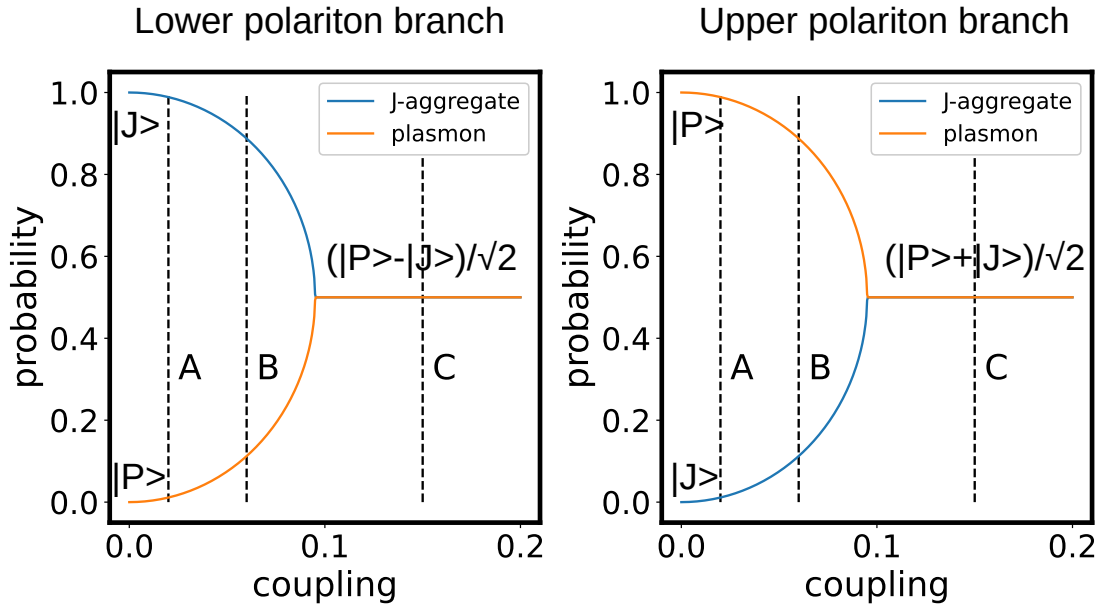 Lower polariton branch
1.0
0.8
0.6
0.4
0.2
0.0
probability
|J>
|P>
J-aggregate
plasmon
(|P>-|J>)/√2
A
B
C
0.0
0.1
0.2
coupling
Upper polariton branch
1.0
0.8
0.6
0.4
0.2
0.0
probability
|P>
|J>
J-aggregate
plasmon
(|P>+|J>)/√2
A
B
C
0.0
0.1
0.2
coupling